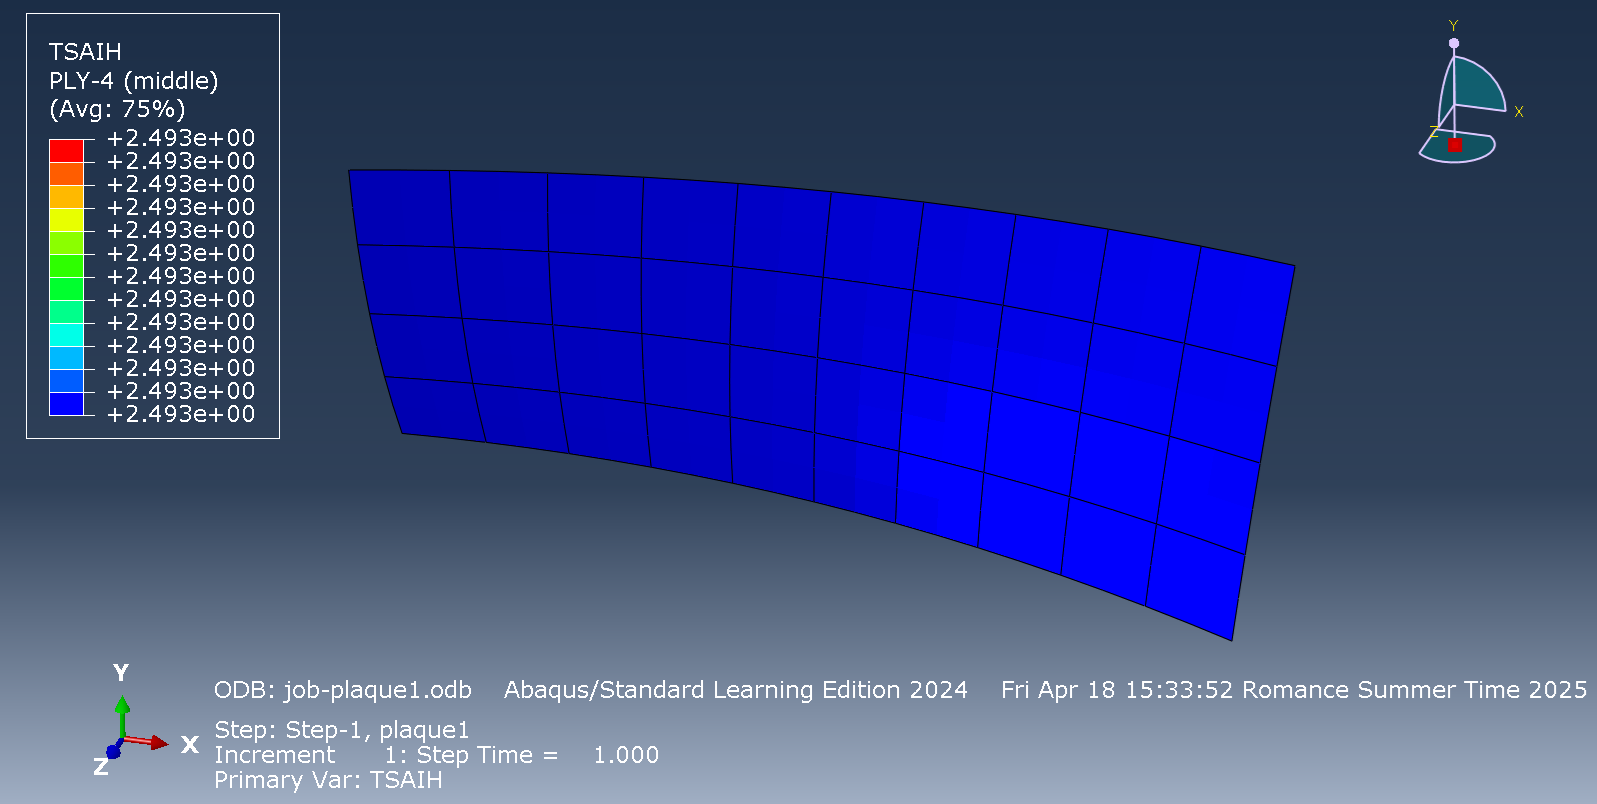 TSAIH
PLY-4 (middle)
(Avg: 75%)
+2.493e+00
+2.493e+00
+2.493e+00
+2.493e+00
+2.493e+00
+2.493e+00
+2.493e+00
+2.493e+00
+2.493e+00
+2.493e+00
+2.493e+00
+2.493e+00
+2.493e+00
Y
X
Z
Y
X
Z
ODB: job-plaque1.odb Abaqus/Standard Learning Edition 2024 Fri Apr 18 15:33:52 Romance Summer Time 2025
Step: Step-1, plaque1
Increment 1: Step Time = 1.000
Primary Var: TSAIH